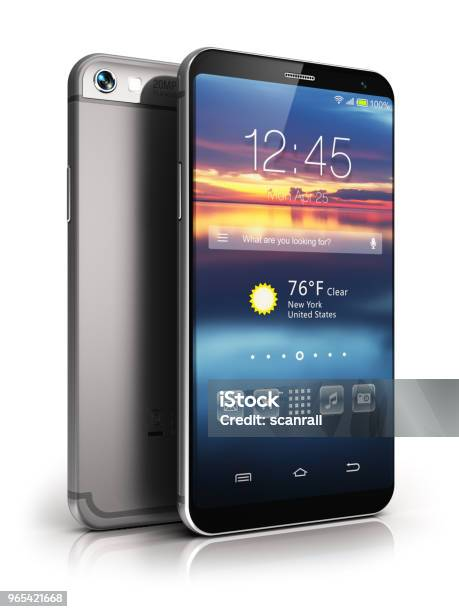 20MP
100%
12:45
Mon, Apr 25
What are you looking for?
76°F Clear
New York
United States
iStock
Credit: scanrail
965421668